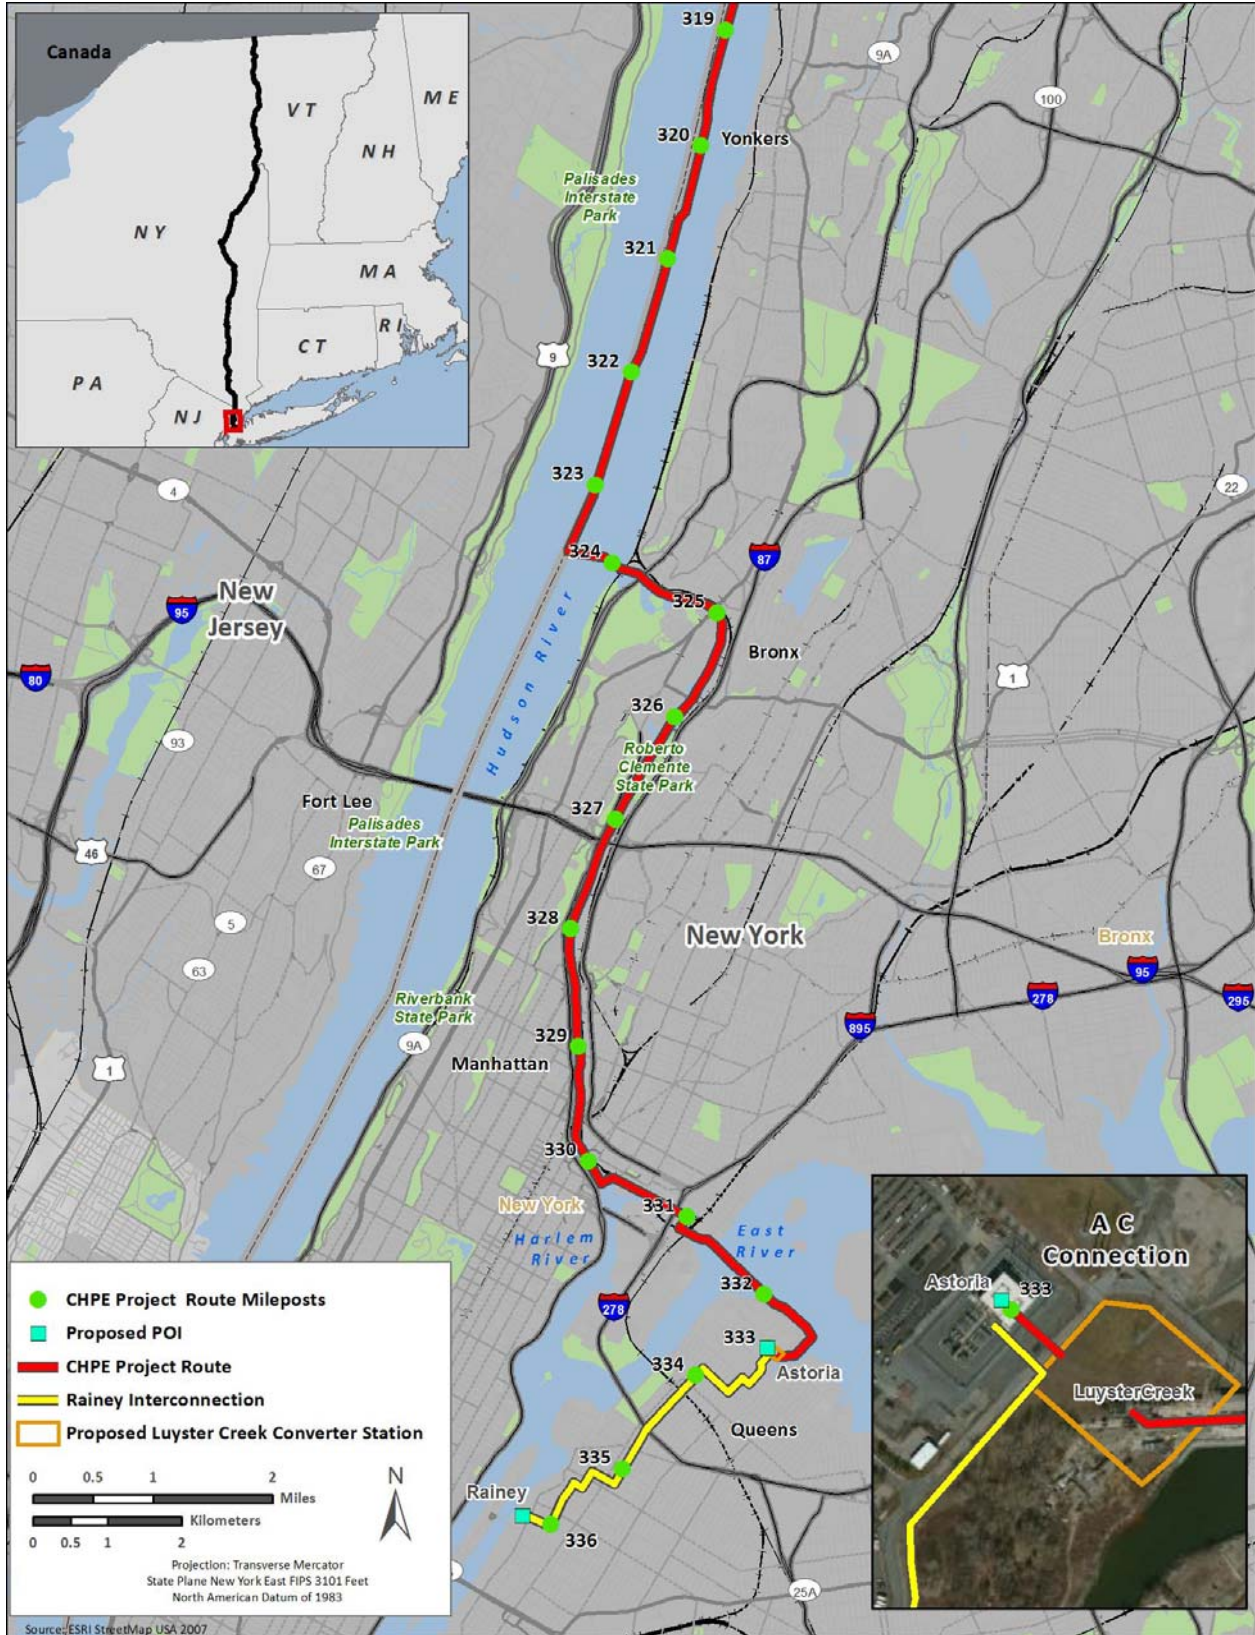 Canada
VT
ME
NH
NY
MA
RI
CT
PA
NJ
319
9A
100
320
Yonkers
Palisades
Interstate
Park
321
9
322
323
4
22
324
87
New
Jersey
95
325
Hudson River
Bronx
80
1
326
93
Roberto
Clemente
State Park
Fort Lee
327
Palisades
Interstate Park
46
67
328
5
New York
Bronx
63
95
278
295
Riverbank
State Park
895
9A
329
Manhattan
1
330
New York
331
Harlem
River
East
River
332
278
333
334
Astoria
Queens
335
Rainey
336
25A
A C
Connection
Astoria
333
LuysterCreek
CHPE Project Route Mileposts
Proposed POI
CHPE Project Route
Rainey Interconnection
Proposed Luyster Creek Converter Station
0 0.5 1 2
Miles
Kilometers
0 0.5 1 2
N
Projection: Transverse Mercator
State Plane New York East FIPS 3101 Feet
North American Datum of 1983
Source: ESRI StreetMap USA 2007